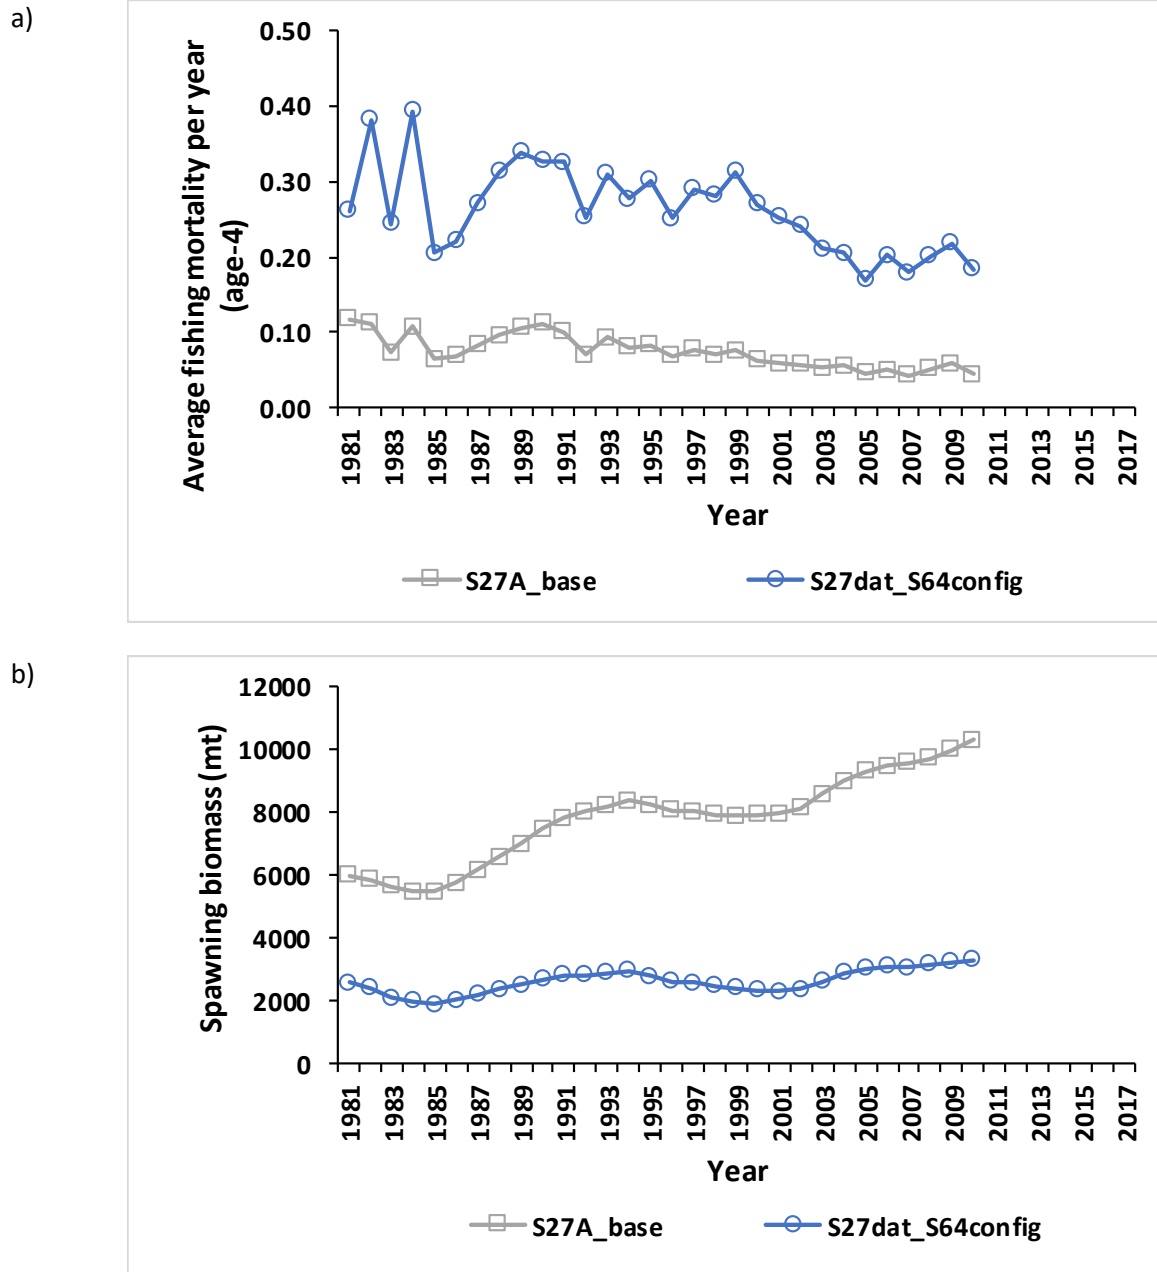 a)
Average fishing mortality per year
(age-4)
0.50
0.40
0.30
0.20
0.10
0.00
1981 1983 1985 1987 1989 1991 1993 1995 1997 1999 2001 2003 2005 2007 2009 2011 2013 2015 2017
Year
S27A_base S27dat_S64config
b)
Spawning biomass (mt)
12000
10000
8000
6000
4000
2000
0
1981 1983 1985 1987 1989 1991 1993 1995 1997 1999 2001 2003 2005 2007 2009 2011 2013 2015 2017
Year
S27A_base S27dat_S64config